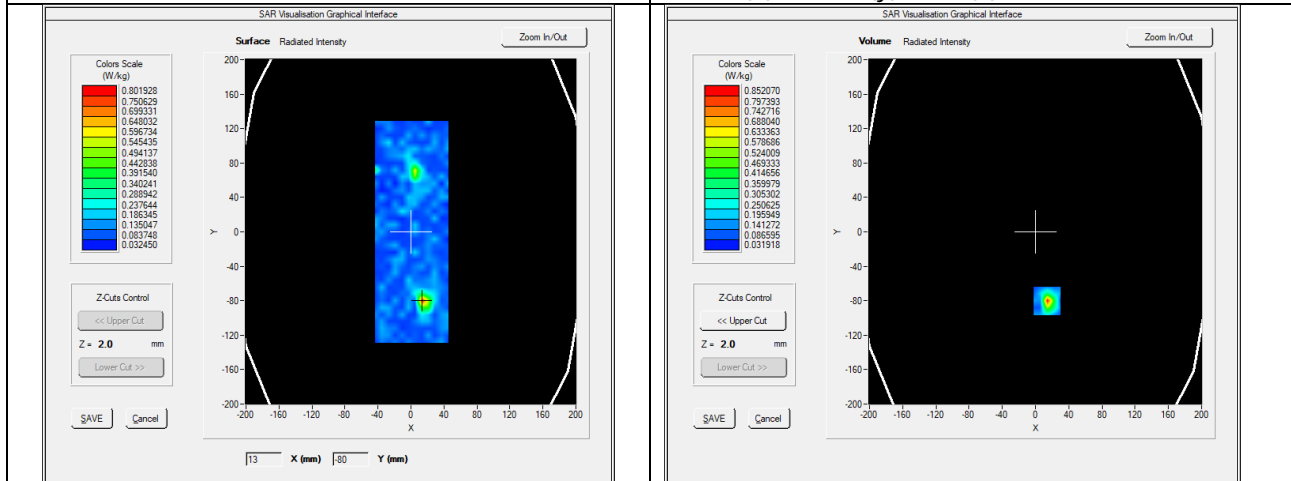 SAR Visualisation Graphical Interface
Surface Radiated Intensity
Zoom In/Out
Colors Scale
(W/kg)
0.801928
0.750629
0.699331
0.648032
0.596734
0.545435
0.494137
0.442838
0.391540
0.340241
0.288942
0.237644
0.186345
0.135047
0.083748
0.032450
200
160
120
80
40
0
-40
-80
-120
-160
-200
Y
-200 -160 -120 -80 -40 0 40 80 120 160 200
X
Z-Cuts Control
<< Upper Cut
Z = 2.0 mm
Lower Cut >>
SAVE Cancel
13 X (mm) -80 Y (mm)
SAR Visualisation Graphical Interface
Volume Radiated Intensity
Zoom In/Out
Colors Scale
(W/kg)
0.852070
0.797393
0.742716
0.688040
0.633363
0.578686
0.524009
0.469333
0.414656
0.359979
0.305302
0.250625
0.195949
0.141272
0.086595
0.031918
200
160
120
80
40
0
-40
-80
-120
-160
-200
Y
-200 -160 -120 -80 -40 0 40 80 120 160 200
X
Z-Cuts Control
<< Upper Cut
Z = 2.0 mm
Lower Cut >>
SAVE Cancel